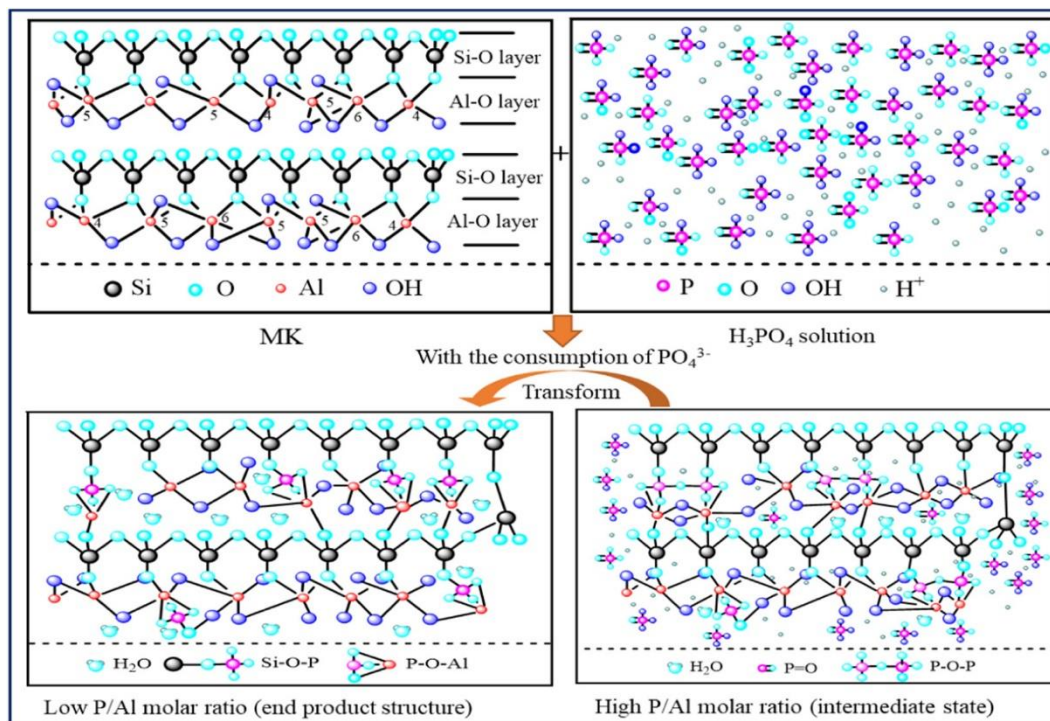 Si-O layer
Al-O layer
5 5 4 5 6 4
Si-O layer
Al-O layer
4 5 6 5 5 6 4
Si O Al OH
MK
+
P O OH H⁺
H₃PO₄ solution
With the consumption of PO₄³⁻
Transform
H₂O Si-O-P P-O-Al
Low P/Al molar ratio (end product structure)
H₂O P=O P-O-P
High P/Al molar ratio (intermediate state)